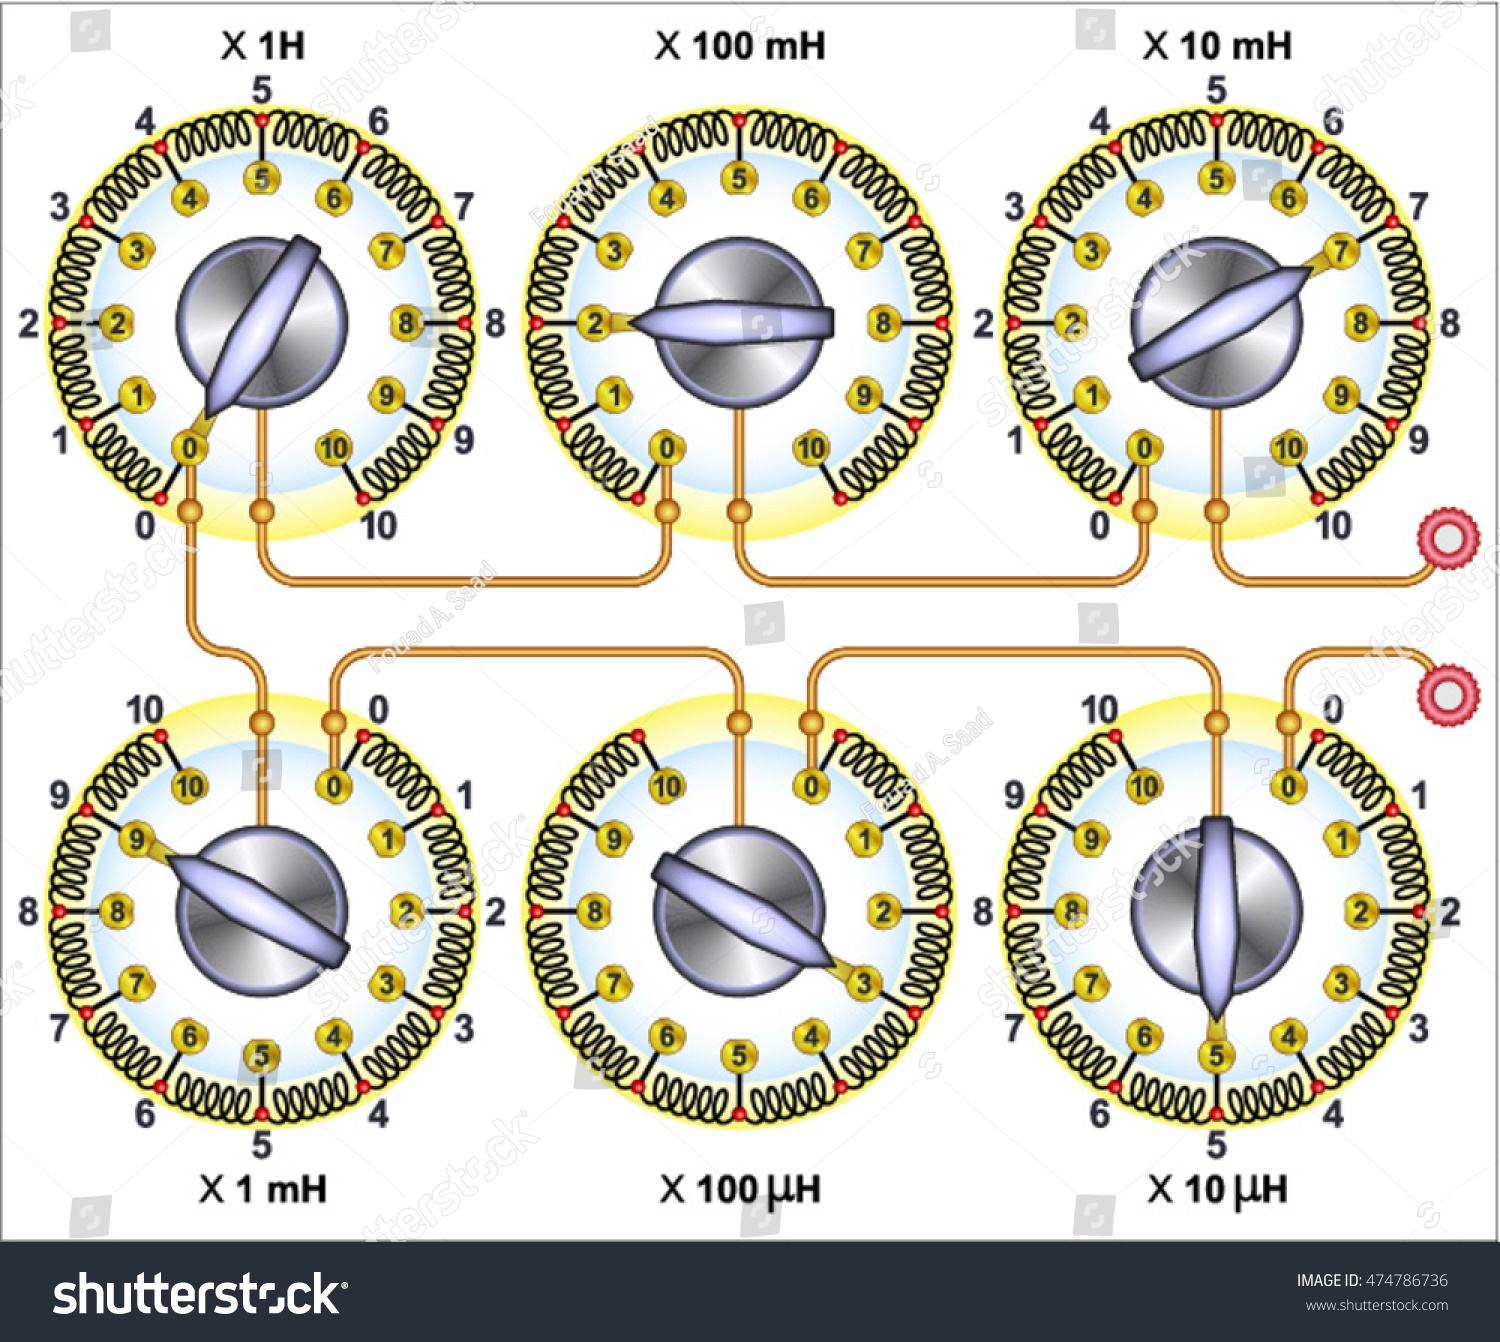 X 1H X 100 mH X 10 mH
5 5
4 6 4 6
5 5 5
4 6 4 6 4 6
3 7 3 7
3 7 3 7 3 7
2 2 8 8 2 8 2 2 8 8
1 9 1 9 1 9
1 9 1 9
0 10 0 10 0 10
0 10 0 10
Fouad A. Saad
Fouad A. Saad
10 0 10 0
10 0 10 0 10 0
9 1 9 1
9 1 9 1 9 1
Fouad A. Saad
8 8 2 2 8 2 8 8 2 2
7 3 7 3 7 3
7 3 7 3
6 4 6 4 6 4
5 5 5
6 4 6 4
5 5
X 1 mH X 100 µH X 10 µH
shutterstock
IMAGE ID: 474786736
www.shutterstock.com